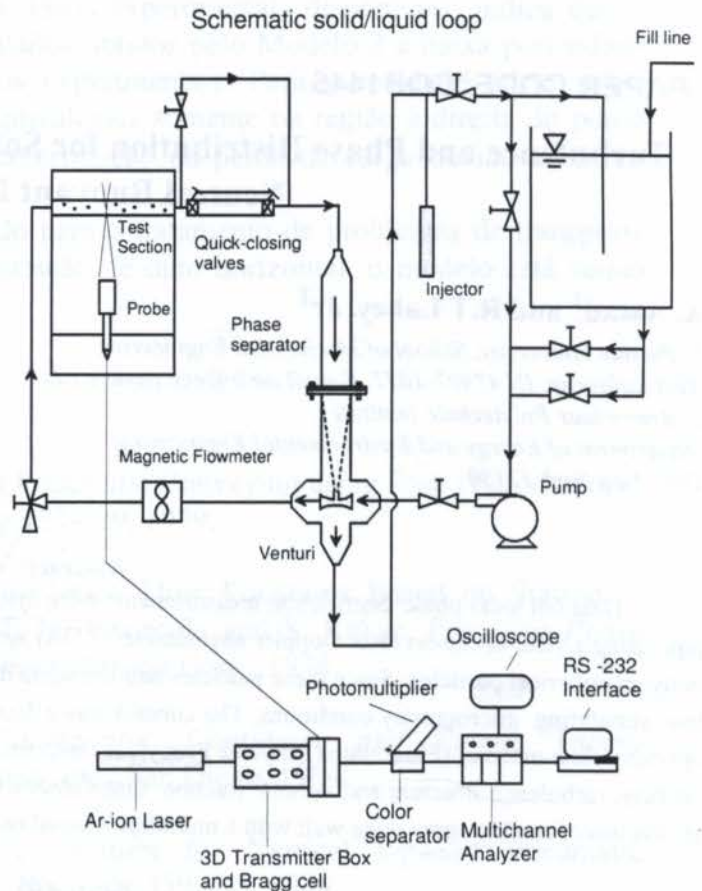 Schematic solid/liquid loop
Fill line
Test
Section
Quick-closing
valves
Injector
Probe
Phase
separator
Magnetic Flowmeter
Pump
Venturi
Oscilloscope
RS -232
Interface
Photomultiplier
Ar-ion Laser
Color
separator
Multichannel
Analyzer
3D Transmitter Box
and Bragg cell